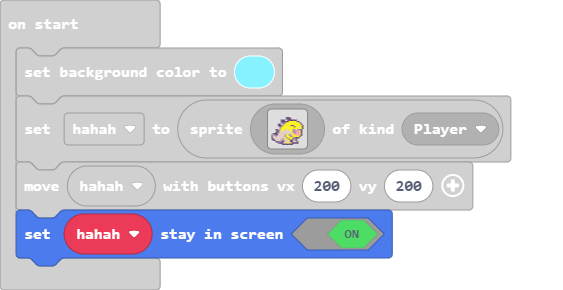 on start
set background color to
set hahah to sprite of kind Player
move hahah with buttons vx 200 vy 200
set hahah stay in screen ON